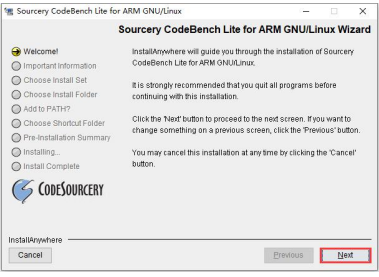 Sourcery CodeBench Lite for ARM GNU/Linux
Sourcery CodeBench Lite for ARM GNU/Linux Wizard
Welcome!
Important Information
Choose Install Set
Choose Install Folder
Add to PATH?
Choose Shortcut Folder
Pre-Installation Summary
Installing...
Install Complete
CODESOURCERY
InstallAnywhere will guide you through the installation of Sourcery
CodeBench Lite for ARM GNU/Linux.
It is strongly recommended that you quit all programs before
continuing with this installation.
Click the 'Next' button to proceed to the next screen. If you want to
change something on a previous screen, click the 'Previous' button.
You may cancel this installation at any time by clicking the 'Cancel'
button.
InstallAnywhere
Cancel
Previous
Next